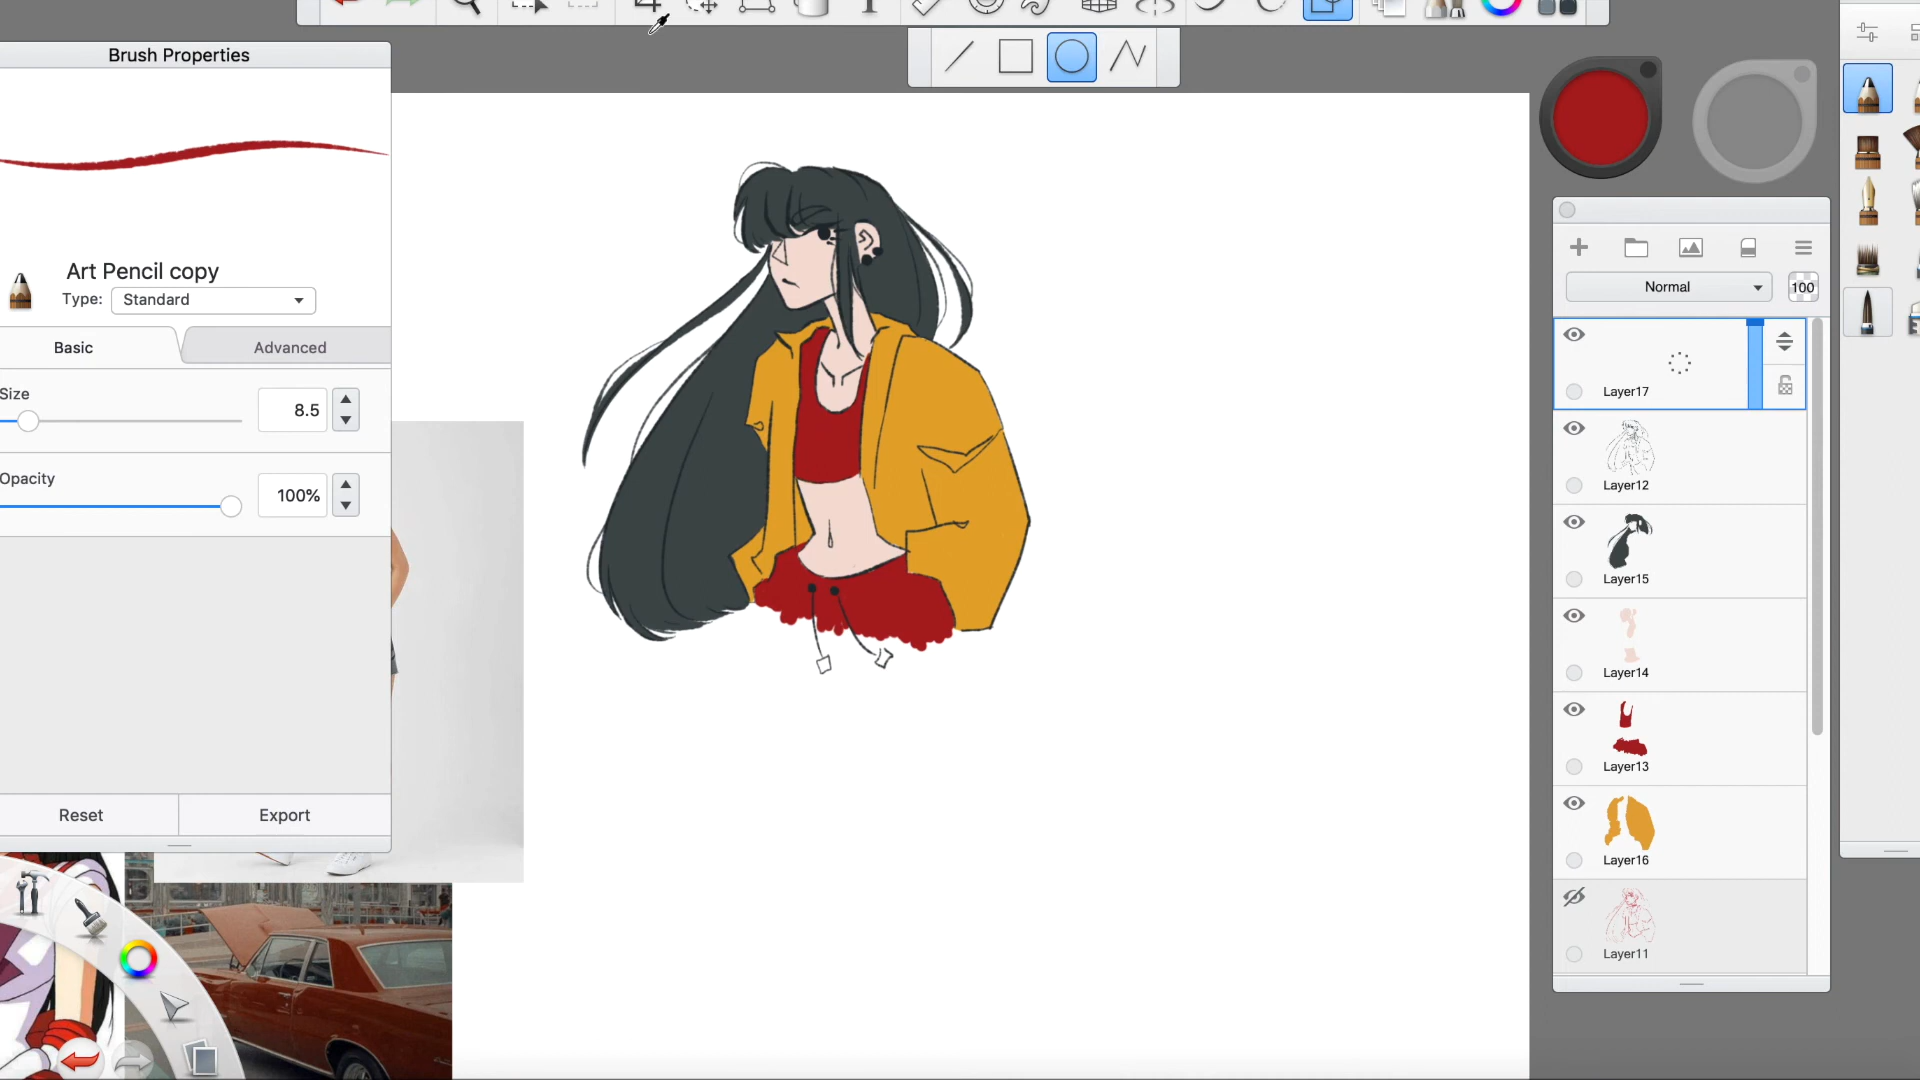 Brush Properties
Art Pencil copy
Type: Standard
Basic Advanced
Size 8.5
Opacity 100%
Reset Export
Normal 100
Layer17
Layer12
Layer15
Layer14
Layer13
Layer16
Layer11